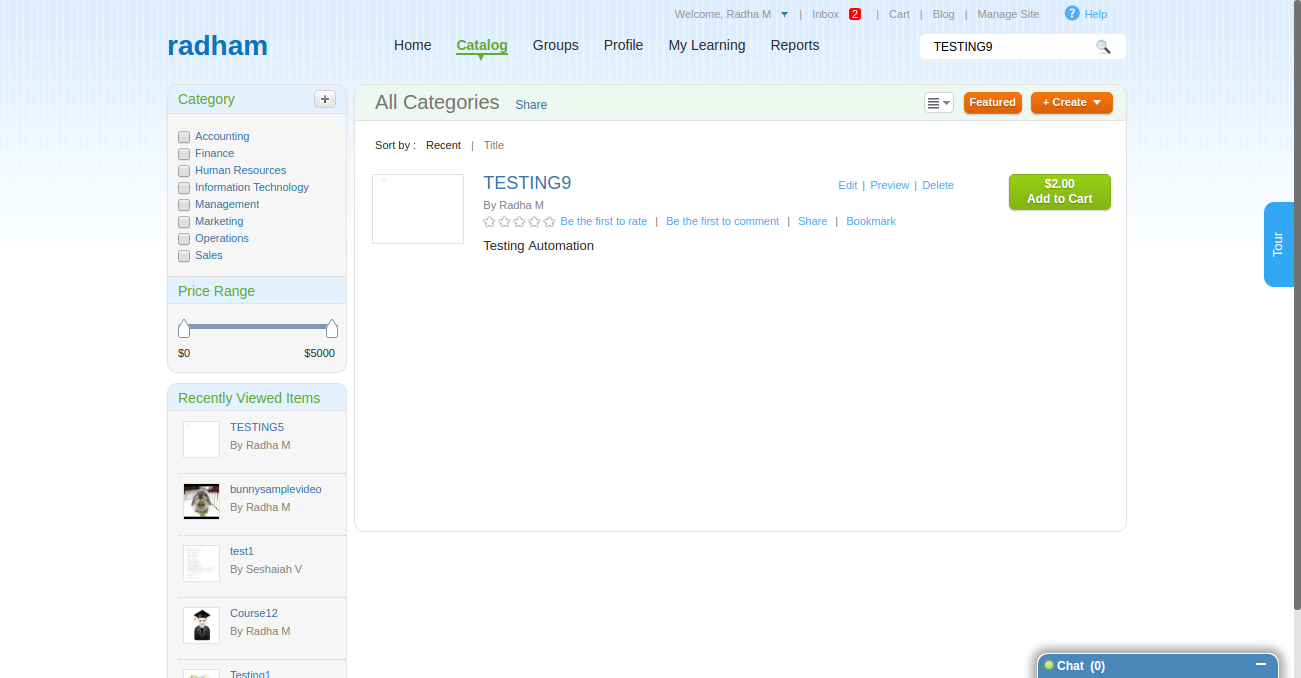 Welcome, Radha M | Inbox 2 | Cart | Blog | Manage Site ? Help
radham
Home Catalog Groups Profile My Learning Reports
TESTING9
Category +
Accounting
Finance
Human Resources
Information Technology
Management
Marketing
Operations
Sales
Price Range
$0 $5000
Recently Viewed Items
TESTING5
By Radha M
bunnysamplevideo
By Radha M
test1
By Seshaiah V
Course12
By Radha M
Testing1
All Categories Share
Featured + Create
Sort by : Recent | Title
TESTING9
Edit | Preview | Delete
$2.00
Add to Cart
By Radha M
Be the first to rate | Be the first to comment | Share | Bookmark
Testing Automation
Tour
Chat (0)